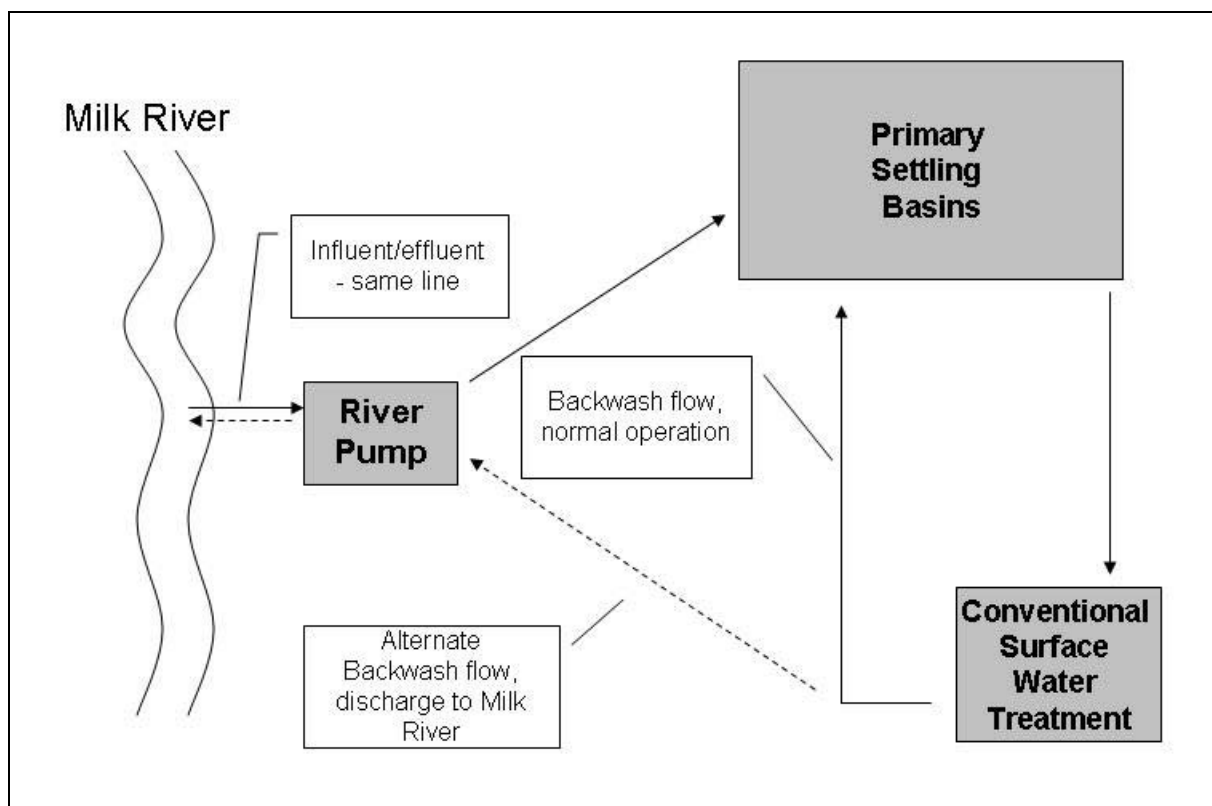 Milk River
Primary
Settling
Basins
Influent/effluent
- same line
River
Pump
Backwash flow,
normal operation
Alternate
Backwash flow,
discharge to Milk
River
Conventional
Surface
Water
Treatment